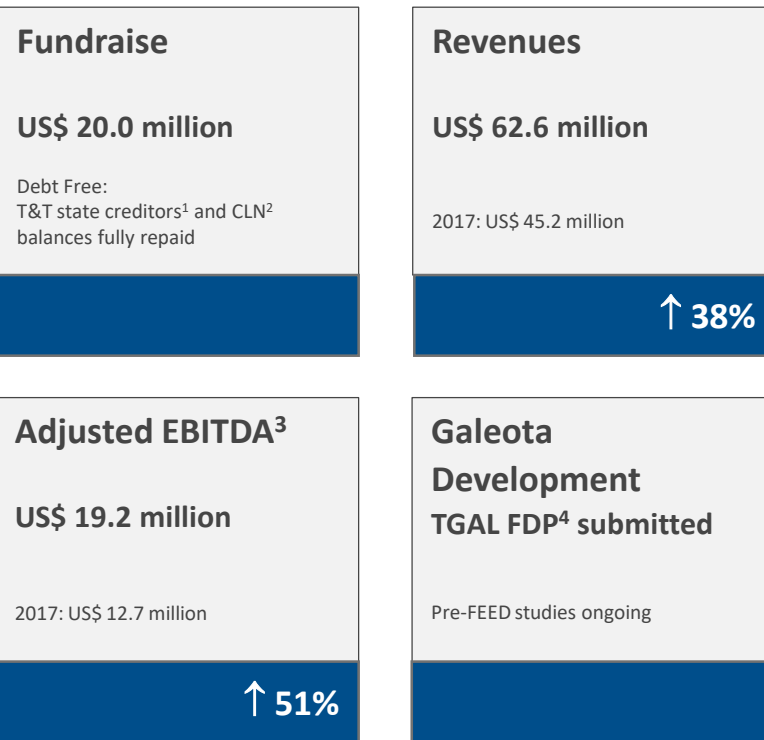 Fundraise
US$ 20.0 million
Debt Free:
T&T state creditors¹ and CLN²
balances fully repaid
Revenues
US$ 62.6 million
2017: US$ 45.2 million
↑ 38%
Adjusted EBITDA³
US$ 19.2 million
2017: US$ 12.7 million
↑ 51%
Galeota
Development
TGAL FDP⁴ submitted
Pre-FEED studies ongoing